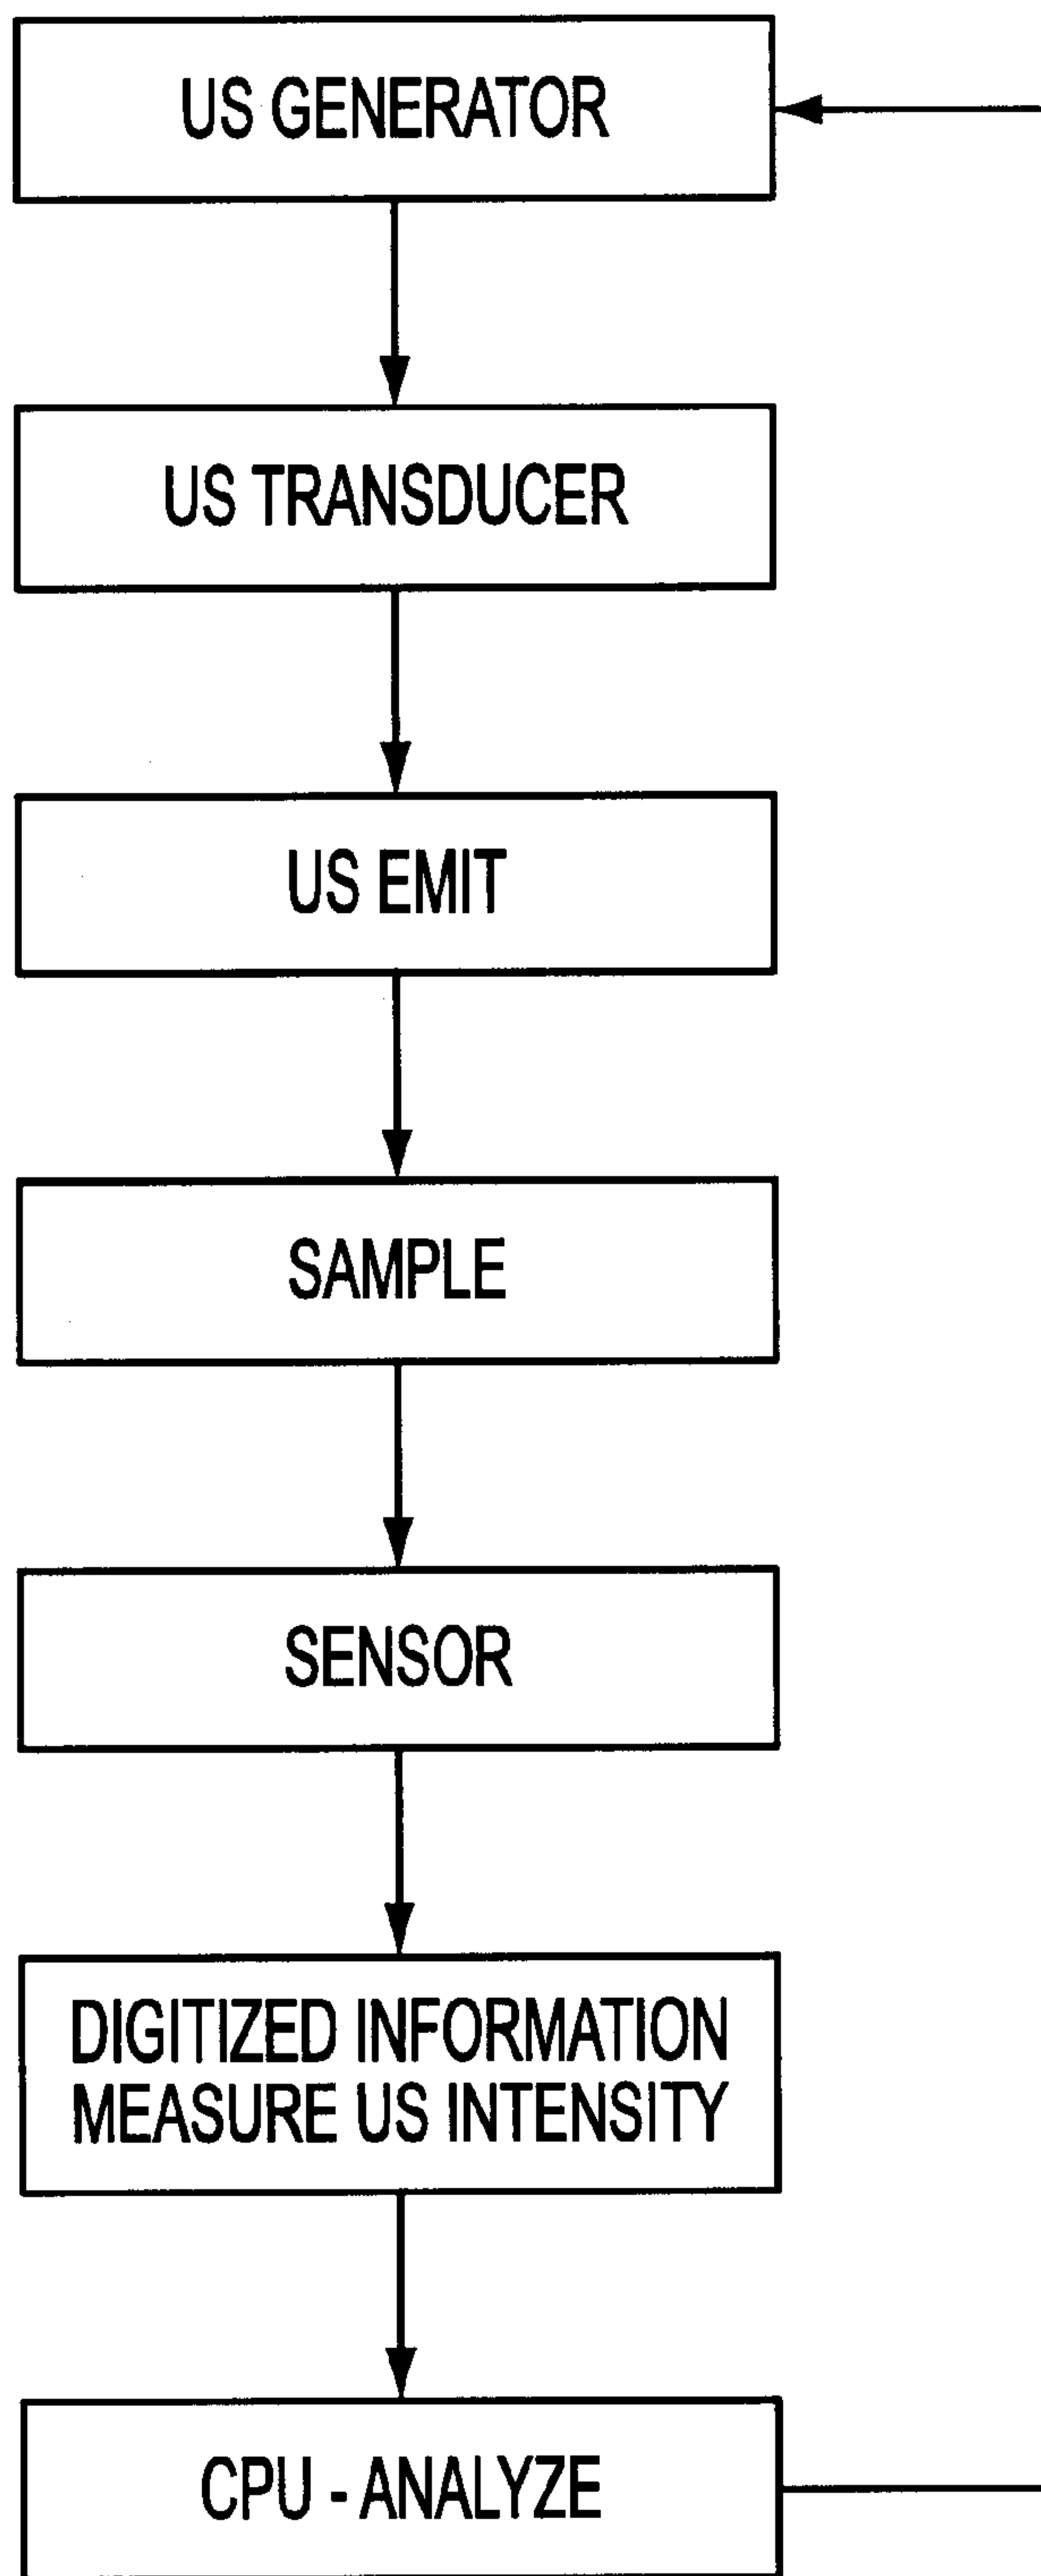 US GENERATOR
US TRANSDUCER
US EMIT
SAMPLE
SENSOR
DIGITIZED INFORMATION
MEASURE US INTENSITY
CPU - ANALYZE